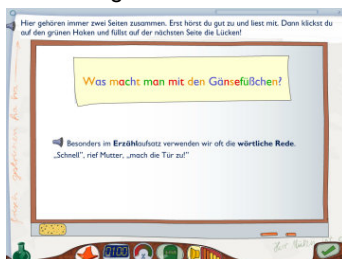 Hier gehören immer zwei Seiten zusammen. Erst hörst du gut zu und liest mit. Dann klickst du
auf den grünen Haken und füllst auf der nächsten Seite die Lücken!
Was macht man mit den Gänsefüßchen?
Besonders im Erzählaufsatz verwenden wir oft die wörtliche Rede.
„Schnell", rief Mutter, „mach die Tür zu!"